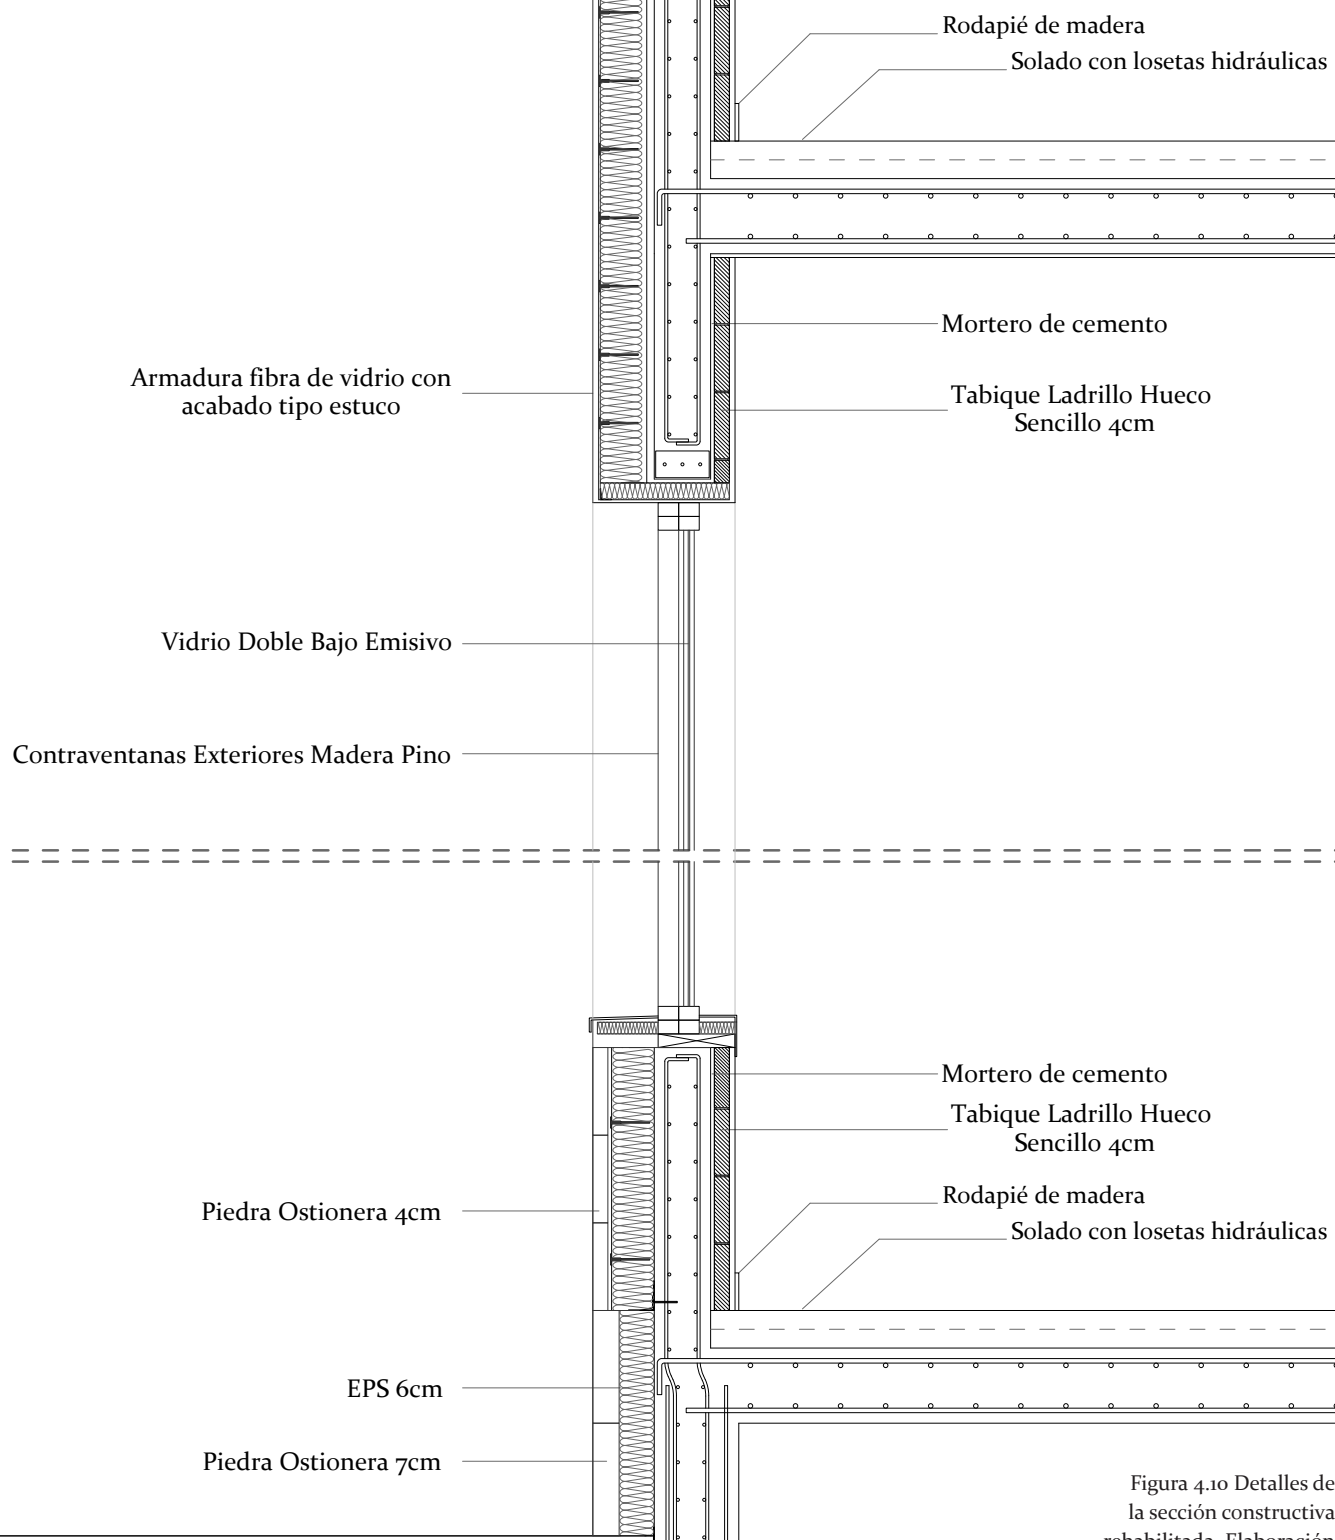 Rodapié de madera
Solado con losetas hidráulicas
Mortero de cemento
Armadura fibra de vidrio con
acabado tipo estuco
Tabique Ladrillo Hueco
Sencillo 4cm
Vidrio Doble Bajo Emisivo
Contraventanas Exteriores Madera Pino
Mortero de cemento
Tabique Ladrillo Hueco
Sencillo 4cm
Rodapié de madera
Piedra Ostionera 4cm
Solado con losetas hidráulicas
EPS 6cm
Piedra Ostionera 7cm
Figura 4.10 Detalles de
la sección constructiva
rehabilitada. Elaboración